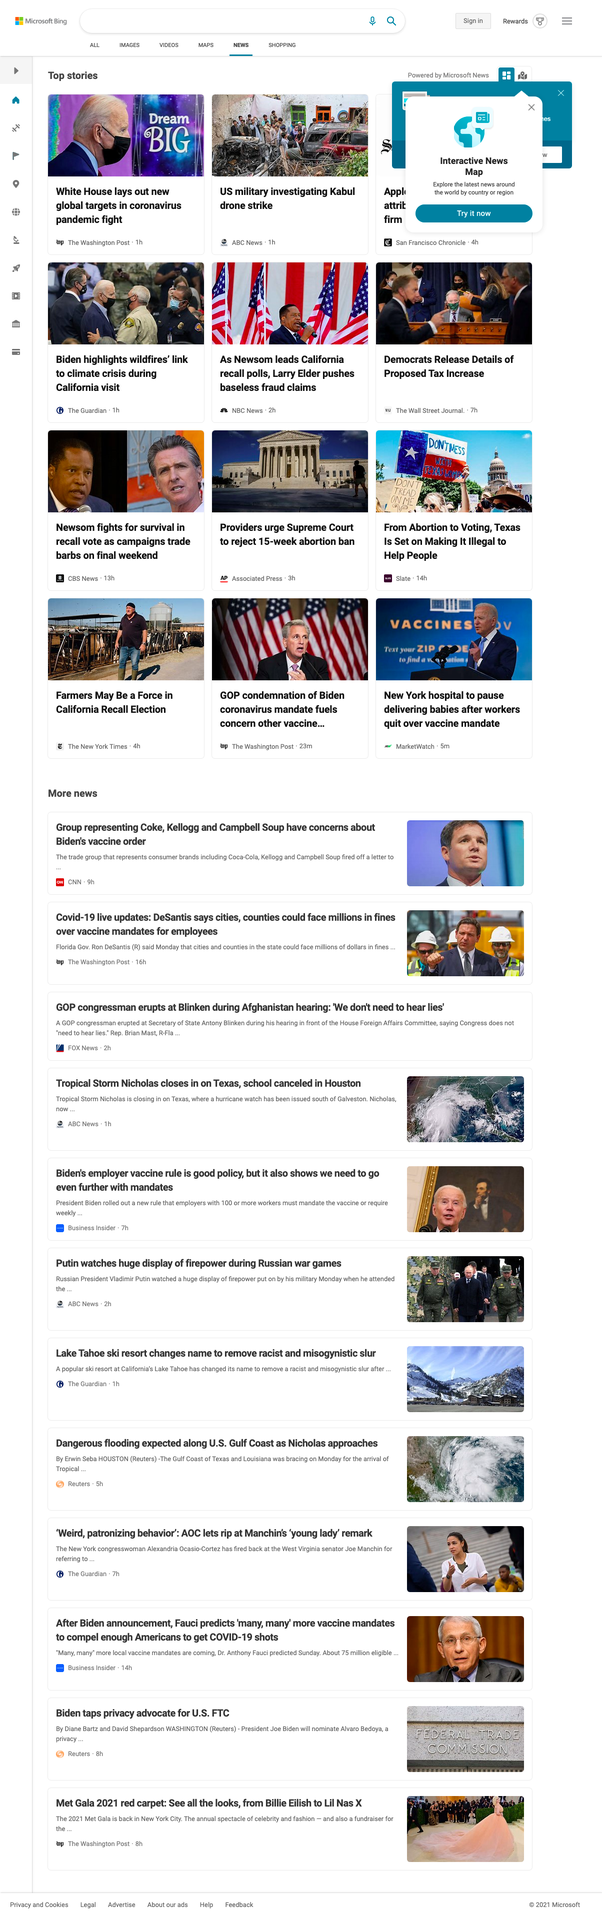 Microsoft Bing
Sign in
Rewards
ALL
IMAGES
VIDEOS
MAPS
NEWS
SHOPPING
Top stories
Powered by Microsoft News
Interactive News
Map
Explore the latest news around
the world by country or region
Try it now
Dream
BIG
White House lays out new
global targets in coronavirus
pandemic fight
The Washington Post · 1h
US military investigating Kabul
drone strike
ABC News · 1h
firm
San Francisco Chronicle · 4h
Biden highlights wildfires' link
to climate crisis during
California visit
The Guardian · 1h
As Newsom leads California
recall polls, Larry Elder pushes
baseless fraud claims
NBC News · 2h
Democrats Release Details of
Proposed Tax Increase
The Wall Street Journal. · 7h
Newsom fights for survival in
recall vote as campaigns trade
barbs on final weekend
CBS News · 13h
Providers urge Supreme Court
to reject 15-week abortion ban
AP
Associated Press · 3h
DON'T MESS
From Abortion to Voting, Texas
Is Set on Making It Illegal to
Help People
Slate · 14h
Farmers May Be a Force in
California Recall Election
The New York Times · 4h
GOP condemnation of Biden
coronavirus mandate fuels
concern other vaccine...
The Washington Post · 23m
VACCINES
Text your ZIP
to find a
New York hospital to pause
delivering babies after workers
quit over vaccine mandate
MarketWatch · 5m
More news
Group representing Coke, Kellogg and Campbell Soup have concerns about
Biden's vaccine order
The trade group that represents consumer brands including Coca-Cola, Kellogg and Campbell Soup fired off a letter to
...
CNN · 9h
Covid-19 live updates: DeSantis says cities, counties could face millions in fines
over vaccine mandates for employees
Florida Gov. Ron DeSantis (R) said Monday that cities and counties in the state could face millions of dollars in fines ...
The Washington Post · 16h
GOP congressman erupts at Blinken during Afghanistan hearing: 'We don't need to hear lies'
A GOP congressman erupted at Secretary of State Antony Blinken during his hearing in front of the House Foreign Affairs Committee, saying Congress does not
"need to hear lies." Rep. Brian Mast, R-Fla ...
FOX News · 2h
Tropical Storm Nicholas closes in on Texas, school canceled in Houston
Tropical Storm Nicholas is closing in on Texas, where a hurricane watch has been issued south of Galveston. Nicholas,
now ...
ABC News · 1h
Biden's employer vaccine rule is good policy, but it also shows we need to go
even further with mandates
President Biden rolled out a new rule that employers with 100 or more workers must mandate the vaccine or require
weekly ...
Business Insider · 7h
Putin watches huge display of firepower during Russian war games
Russian President Vladimir Putin watched a huge display of firepower put on by his military Monday when he attended
the ...
ABC News · 2h
Lake Tahoe ski resort changes name to remove racist and misogynistic slur
A popular ski resort at California's Lake Tahoe has changed its name to remove a racist and misogynistic slur after ...
The Guardian · 1h
Dangerous flooding expected along U.S. Gulf Coast as Nicholas approaches
By Erwin Seba HOUSTON (Reuters) -The Gulf Coast of Texas and Louisiana was bracing on Monday for the arrival of
Tropical ...
Reuters · 5h
'Weird, patronizing behavior': AOC lets rip at Manchin's 'young lady' remark
The New York congresswoman Alexandria Ocasio-Cortez has fired back at the West Virginia senator Joe Manchin for
referring to ...
The Guardian · 7h
After Biden announcement, Fauci predicts 'many, many' more vaccine mandates
to compel enough Americans to get COVID-19 shots
"Many, many" more local vaccine mandates are coming, Dr. Anthony Fauci predicted Sunday. About 75 million eligible ...
Business Insider · 14h
Biden taps privacy advocate for U.S. FTC
By Diane Bartz and David Shepardson WASHINGTON (Reuters) - President Joe Biden will nominate Alvaro Bedoya, a
privacy ...
Reuters · 8h
FEDERAL TRADE
COMMISSION
Met Gala 2021 red carpet: See all the looks, from Billie Eilish to Lil Nas X
The 2021 Met Gala is back in New York City. The annual spectacle of celebrity and fashion — and also a fundraiser for
the ...
The Washington Post · 8h
Privacy and Cookies
Legal
Advertise
About our ads
Help
Feedback
© 2021 Microsoft